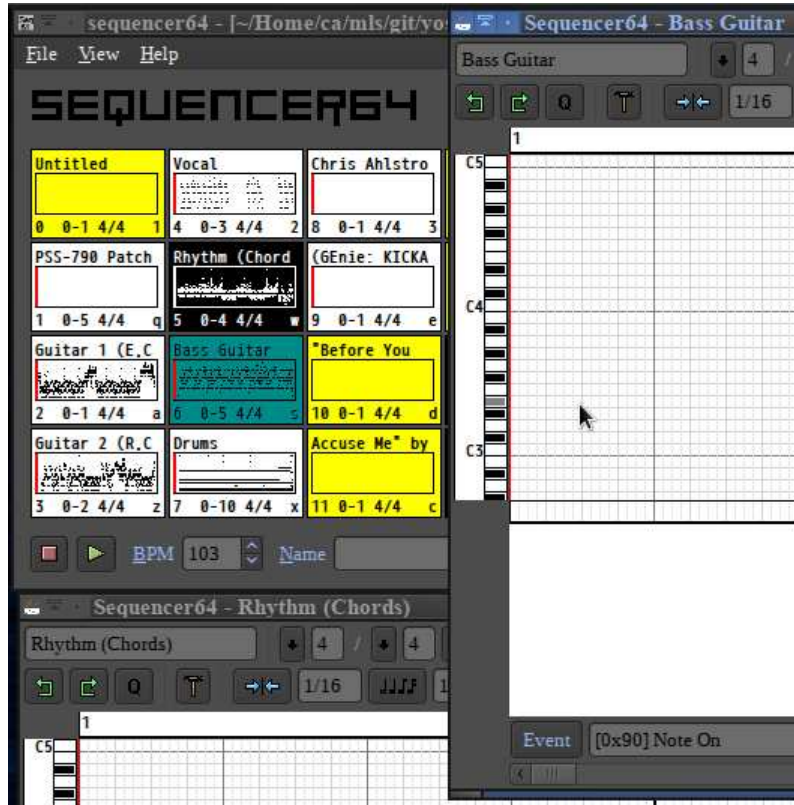 sequencer64 - [~/Home/ca/mls/git/yo
File View Help
SEQUENCER64
Untitled
0 0-1 4/4 1
Vocal
4 0-3 4/4 2
Chris Ahlstro
8 0-1 4/4 3
PSS-790 Patch
1 0-5 4/4 q
Rhythm (Chord
5 0-4 4/4 w
(GEnie: KICKA
9 0-1 4/4 e
Guitar 1 (E.C
2 0-1 4/4 a
Bass Guitar
6 0-5 4/4 s
"Before You
10 0-1 4/4 d
Guitar 2 (R.C
3 0-2 4/4 z
Drums
7 0-10 4/4 x
Accuse Me" by
11 0-1 4/4 c
BPM 103 Name
Sequencer64 - Bass Guitar
Bass Guitar 4 /
Q 1/16
1
C5
C4
C3
Event [0x90] Note On
Sequencer64 - Rhythm (Chords)
Rhythm (Chords) 4 / 4
Q 1/16 1
1
C5